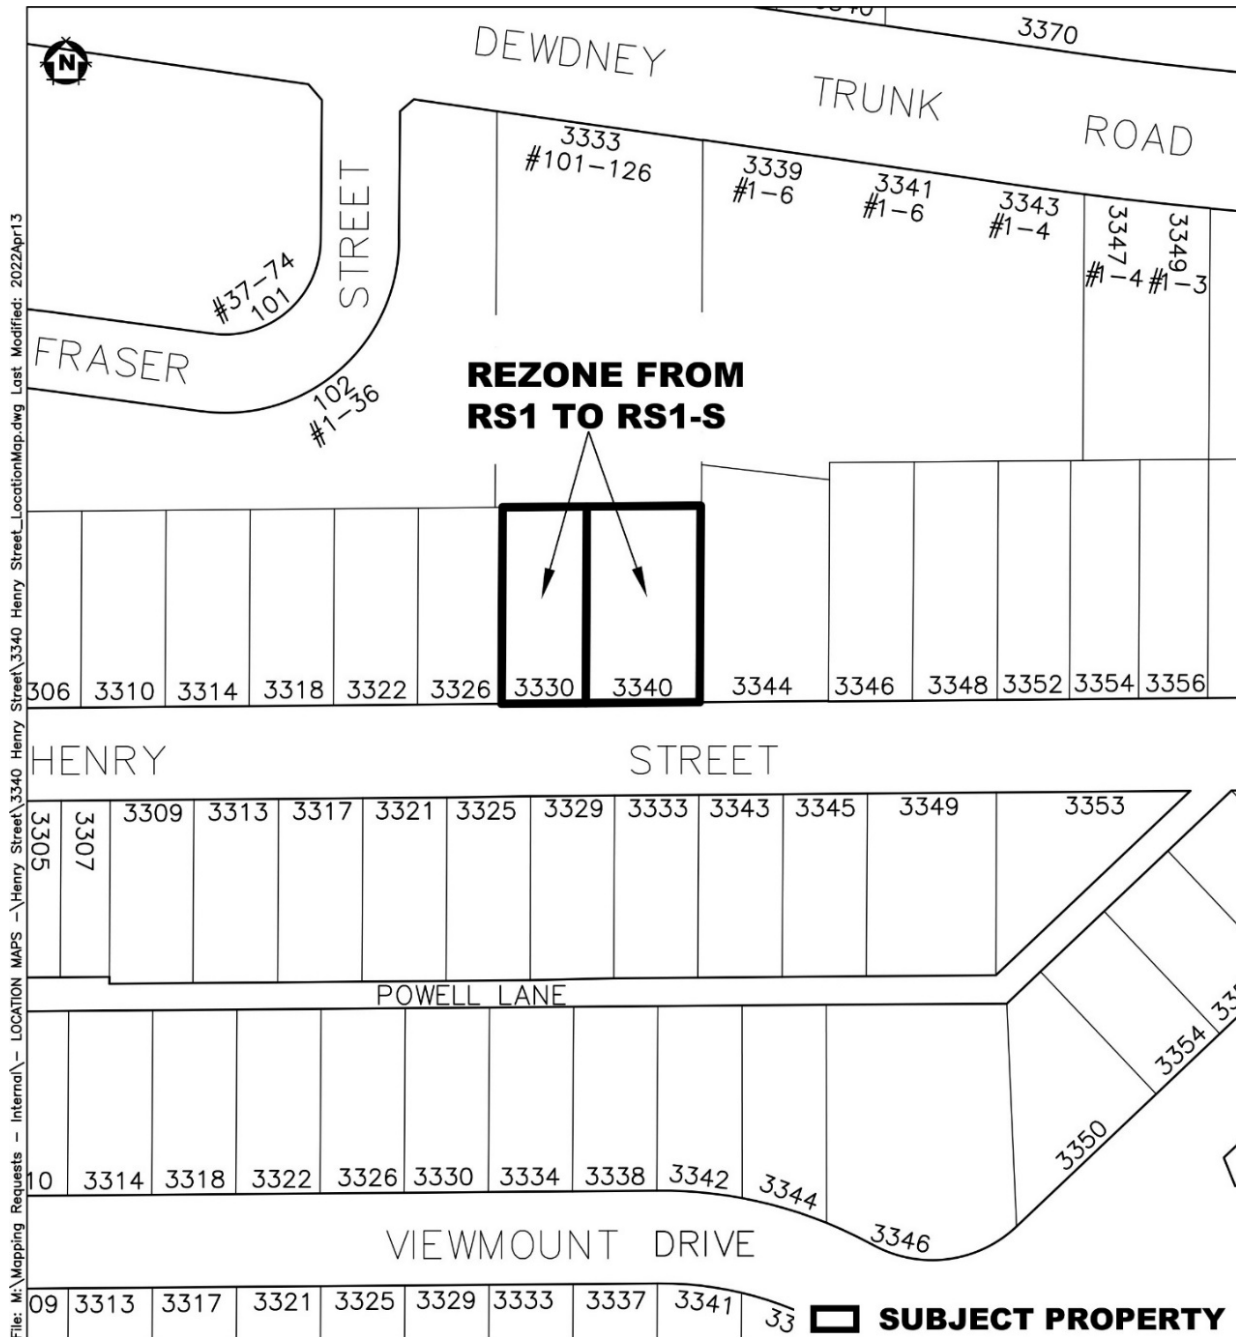 3370
N
DEWDNEY TRUNK ROAD
3333
#101-126
3339
#1-6
3341
#1-6
3343
#1-4
3347
#1-4
3349
#1-3
STREET
#37-74
101
FRASER
102
#1-36
REZONE FROM
RS1 TO RS1-S
306 3310 3314 3318 3322 3326 3330 3340 3344 3346 3348 3352 3354 3356
HENRY STREET
3305 3307 3309 3313 3317 3321 3325 3329 3333 3343 3345 3349 3353
POWELL LANE
10 3314 3318 3322 3326 3330 3334 3338 3342 3344 3346 3350 3354
VIEWMOUNT DRIVE
09 3313 3317 3321 3325 3329 3333 3337 3341 33
SUBJECT PROPERTY
File: M:\Mapping Requests - Internal\- LOCATION MAPS -\Henry Street\3340 Henry Street\3340 Henry Street_LocationMap.dwg Last Modified: 2022Apr13